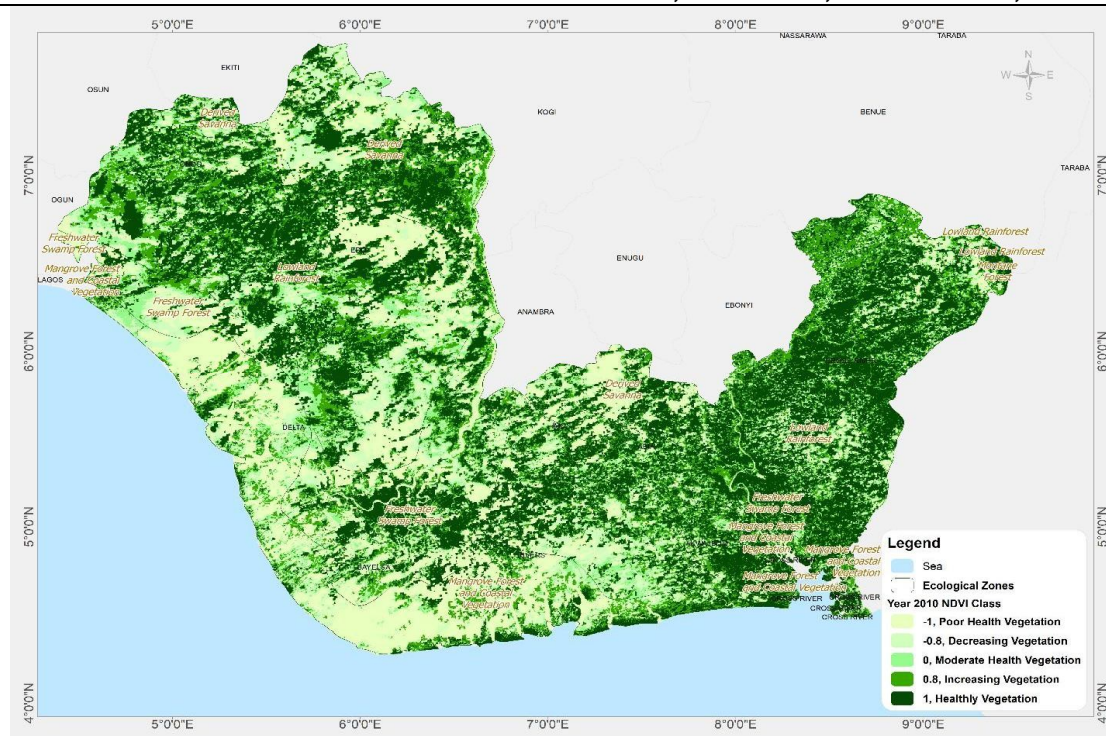 5°0'0"E 6°0'0"E 7°0'0"E 8°0'0"E 9°0'0"E
NASSARAWA
TARABA
N
W E
S
EKITI
OSUN
KOGI
BENUE
TARABA
Derived
Savanna
Derived
Savanna
7°0'0"N
7°0'0"N
OGUN
Freshwater
Swamp Forest
Mangrove Forest
and Coastal
Vegetation
LAGOS
Freshwater
Swamp Forest
Lowland
Rainforest
ENUGU
ANAMBRA
EBONYI
Lowland Rainforest
Lowland Rainforest
Montane
Forest
6°0'0"N
6°0'0"N
Derived
Savanna
DELTA
Lowland
Rainforest
Freshwater
Swamp Forest
Freshwater
Swamp Forest
Mangrove Forest
and Coastal
Vegetation
Mangrove Forest
and Coastal
Vegetation
Mangrove Forest
and Coastal Vegetation
5°0'0"N
5°0'0"N
BAYELSA
Mangrove Forest
and Coastal
Vegetation
CROSS RIVER
Legend
Sea
Ecological Zones
Year 2010 NDVI Class
-1, Poor Health Vegetation
-0.8, Decreasing Vegetation
0, Moderate Health Vegetation
0.8, Increasing Vegetation
1, Healthly Vegetation
4°0'0"N
4°0'0"N
5°0'0"E 6°0'0"E 7°0'0"E 8°0'0"E 9°0'0"E